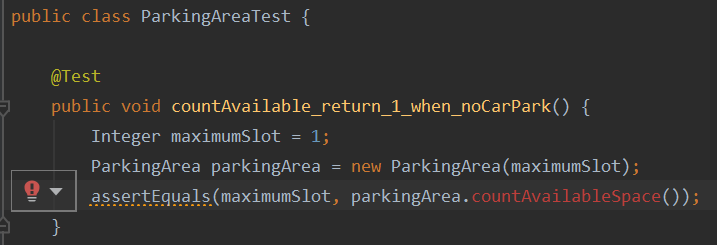 public class ParkingAreaTest {
@Test
public void countAvailable_return_1_when_noCarPark() {
Integer maximumSlot = 1;
ParkingArea parkingArea = new ParkingArea(maximumSlot);
assertEquals(maximumSlot, parkingArea.countAvailableSpace());
}